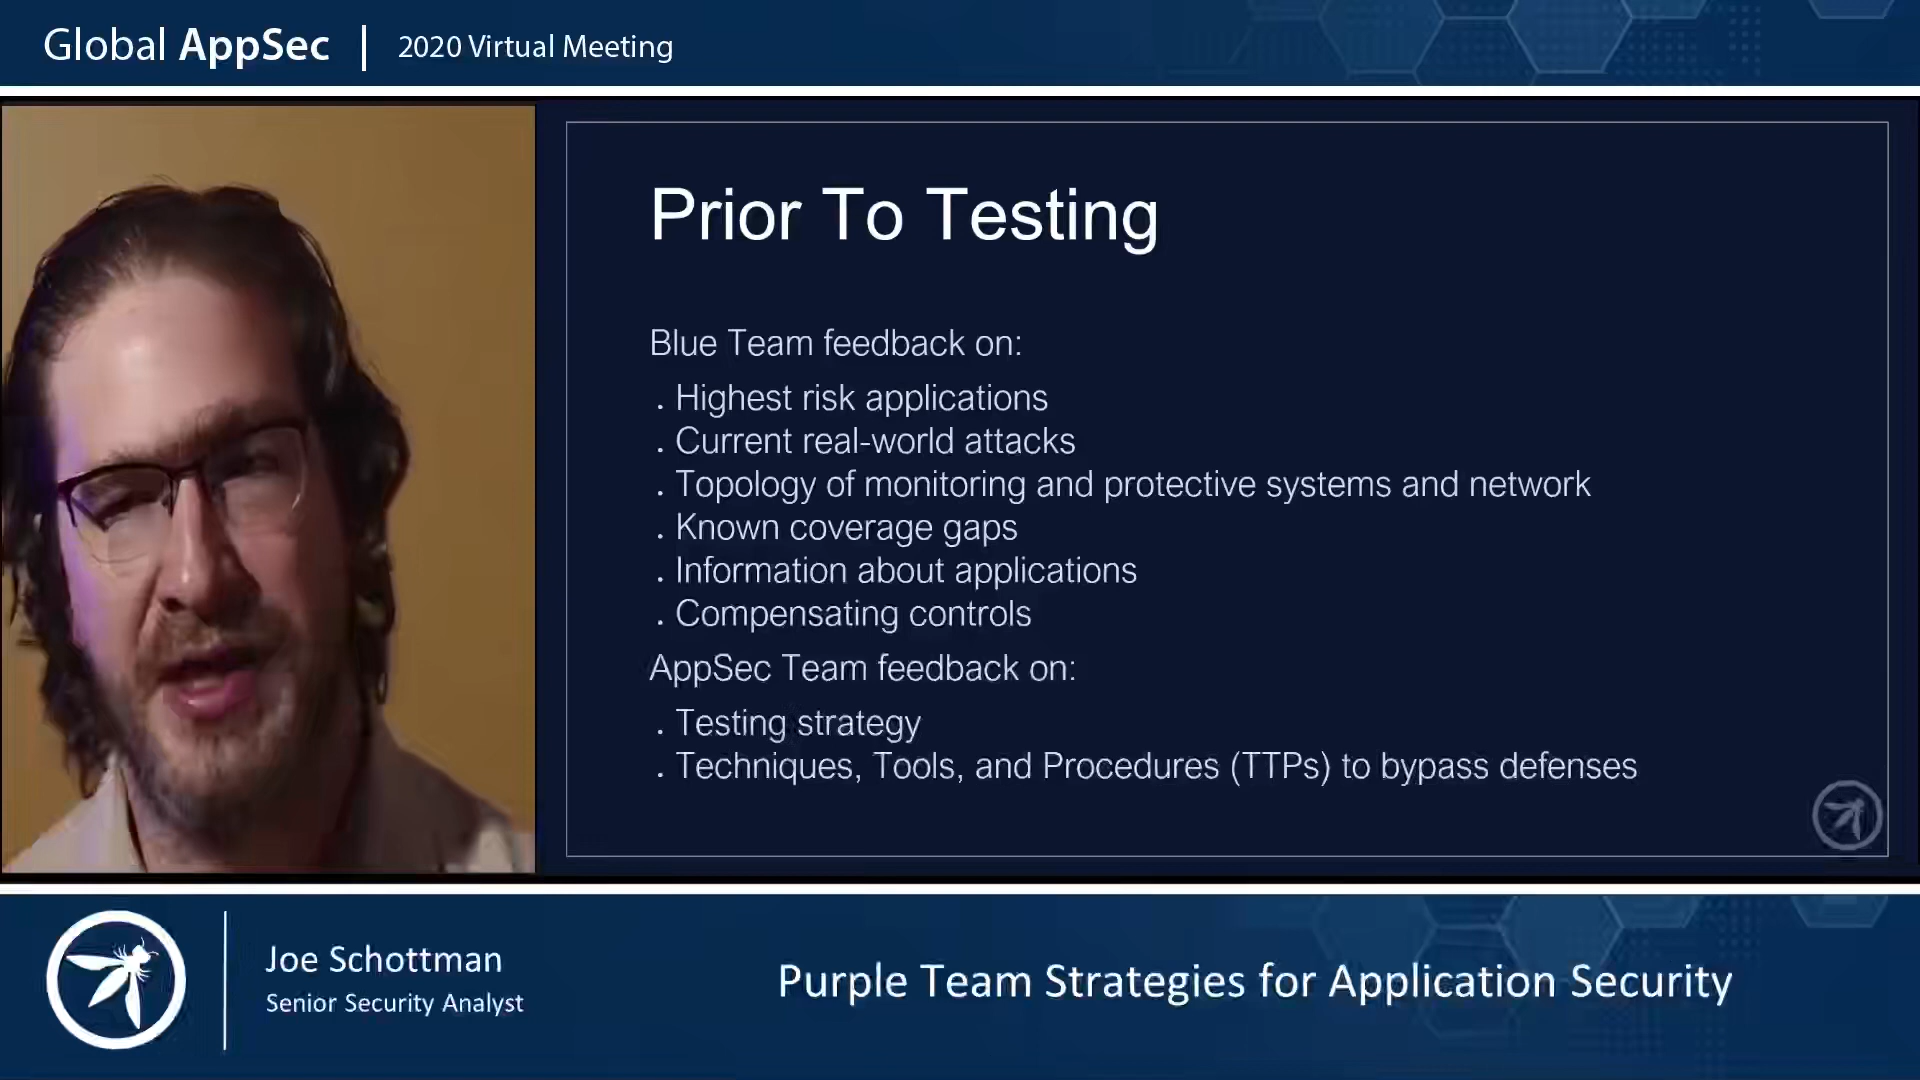 Global AppSec | 2020 Virtual Meeting
Prior To Testing
Blue Team feedback on:
. Highest risk applications
. Current real-world attacks
. Topology of monitoring and protective systems and network
. Known coverage gaps
. Information about applications
. Compensating controls
AppSec Team feedback on:
. Testing strategy
. Techniques, Tools, and Procedures (TTPs) to bypass defenses
Joe Schottman
Senior Security Analyst
Purple Team Strategies for Application Security